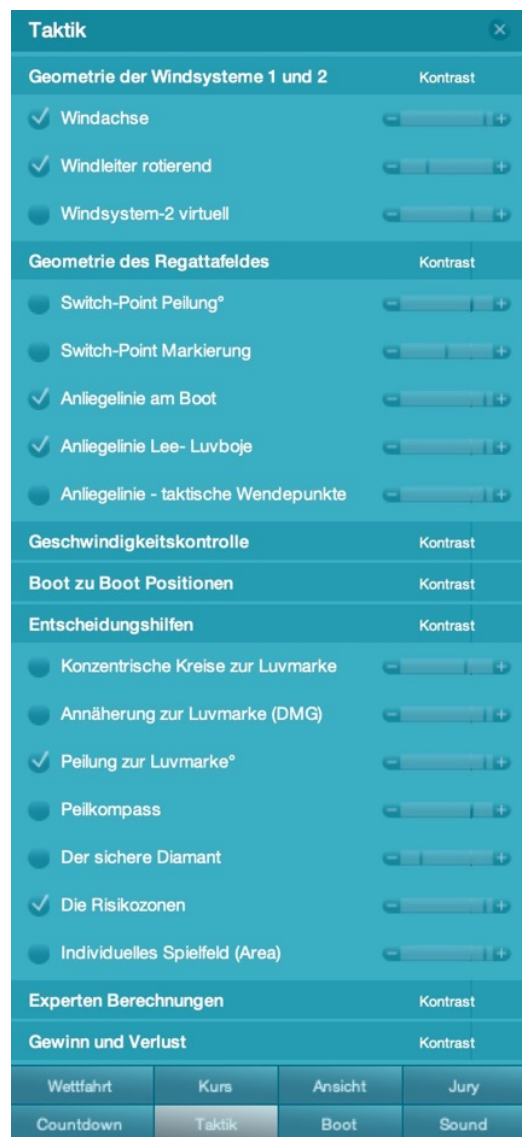 Taktik
Geometrie der Windsysteme 1 und 2 Kontrast
Windachse
Windleiter rotierend
Windsystem-2 virtuell
Geometrie des Regattafeldes Kontrast
Switch-Point Peilung°
Switch-Point Markierung
Anliegelinie am Boot
Anliegelinie Lee- Luvboje
Anliegelinie - taktische Wendepunkte
Geschwindigkeitskontrolle Kontrast
Boot zu Boot Positionen Kontrast
Entscheidungshilfen Kontrast
Konzentrische Kreise zur Luvmarke
Annäherung zur Luvmarke (DMG)
Peilung zur Luvmarke°
Peilkompass
Der sichere Diamant
Die Risikozonen
Individuelles Spielfeld (Area)
Experten Berechnungen Kontrast
Gewinn und Verlust Kontrast
Wettfahrt Kurs Ansicht Jury
Countdown Taktik Boot Sound